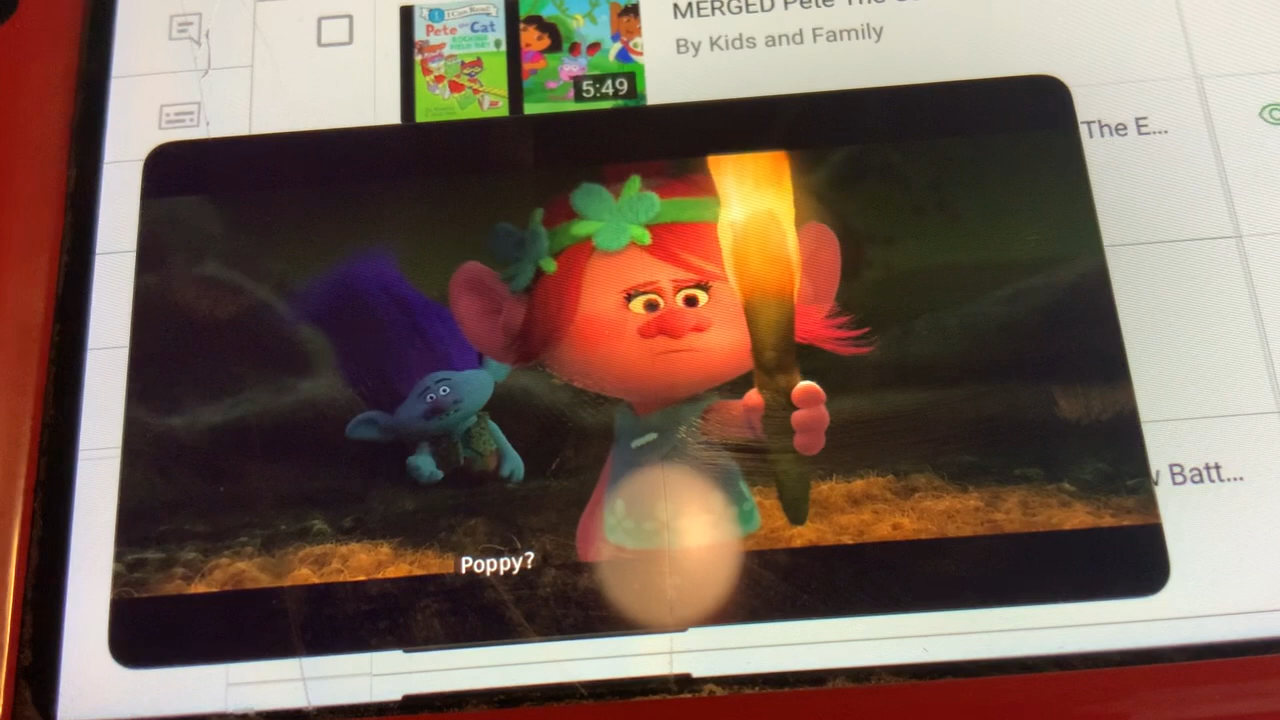 I Can Read!
Pete the Cat
5:49
MERGED Pete The
By Kids and Family
The E...
Batt...
Poppy?